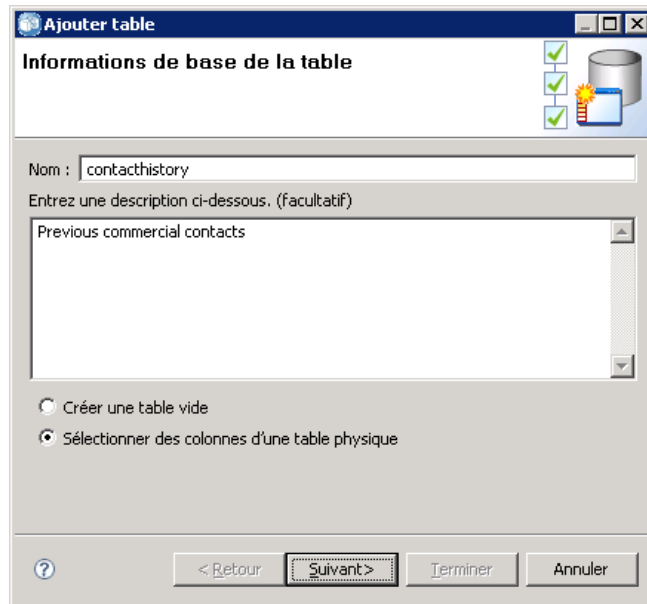 Ajouter table
Informations de base de la table
Nom : contacthistory
Entrez une description ci-dessous. (facultatif)
Previous commercial contacts
Créer une table vide
Sélectionner des colonnes d'une table physique
? < Retour Suivant> Terminer Annuler